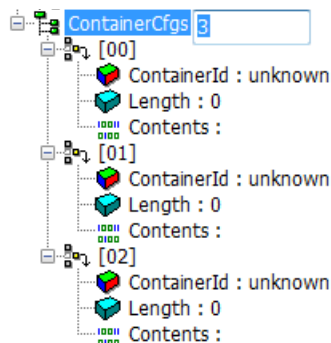 ContainerCfgs 3
[00]
ContainerId : unknown
Length : 0
Contents :
[01]
ContainerId : unknown
Length : 0
Contents :
[02]
ContainerId : unknown
Length : 0
Contents :